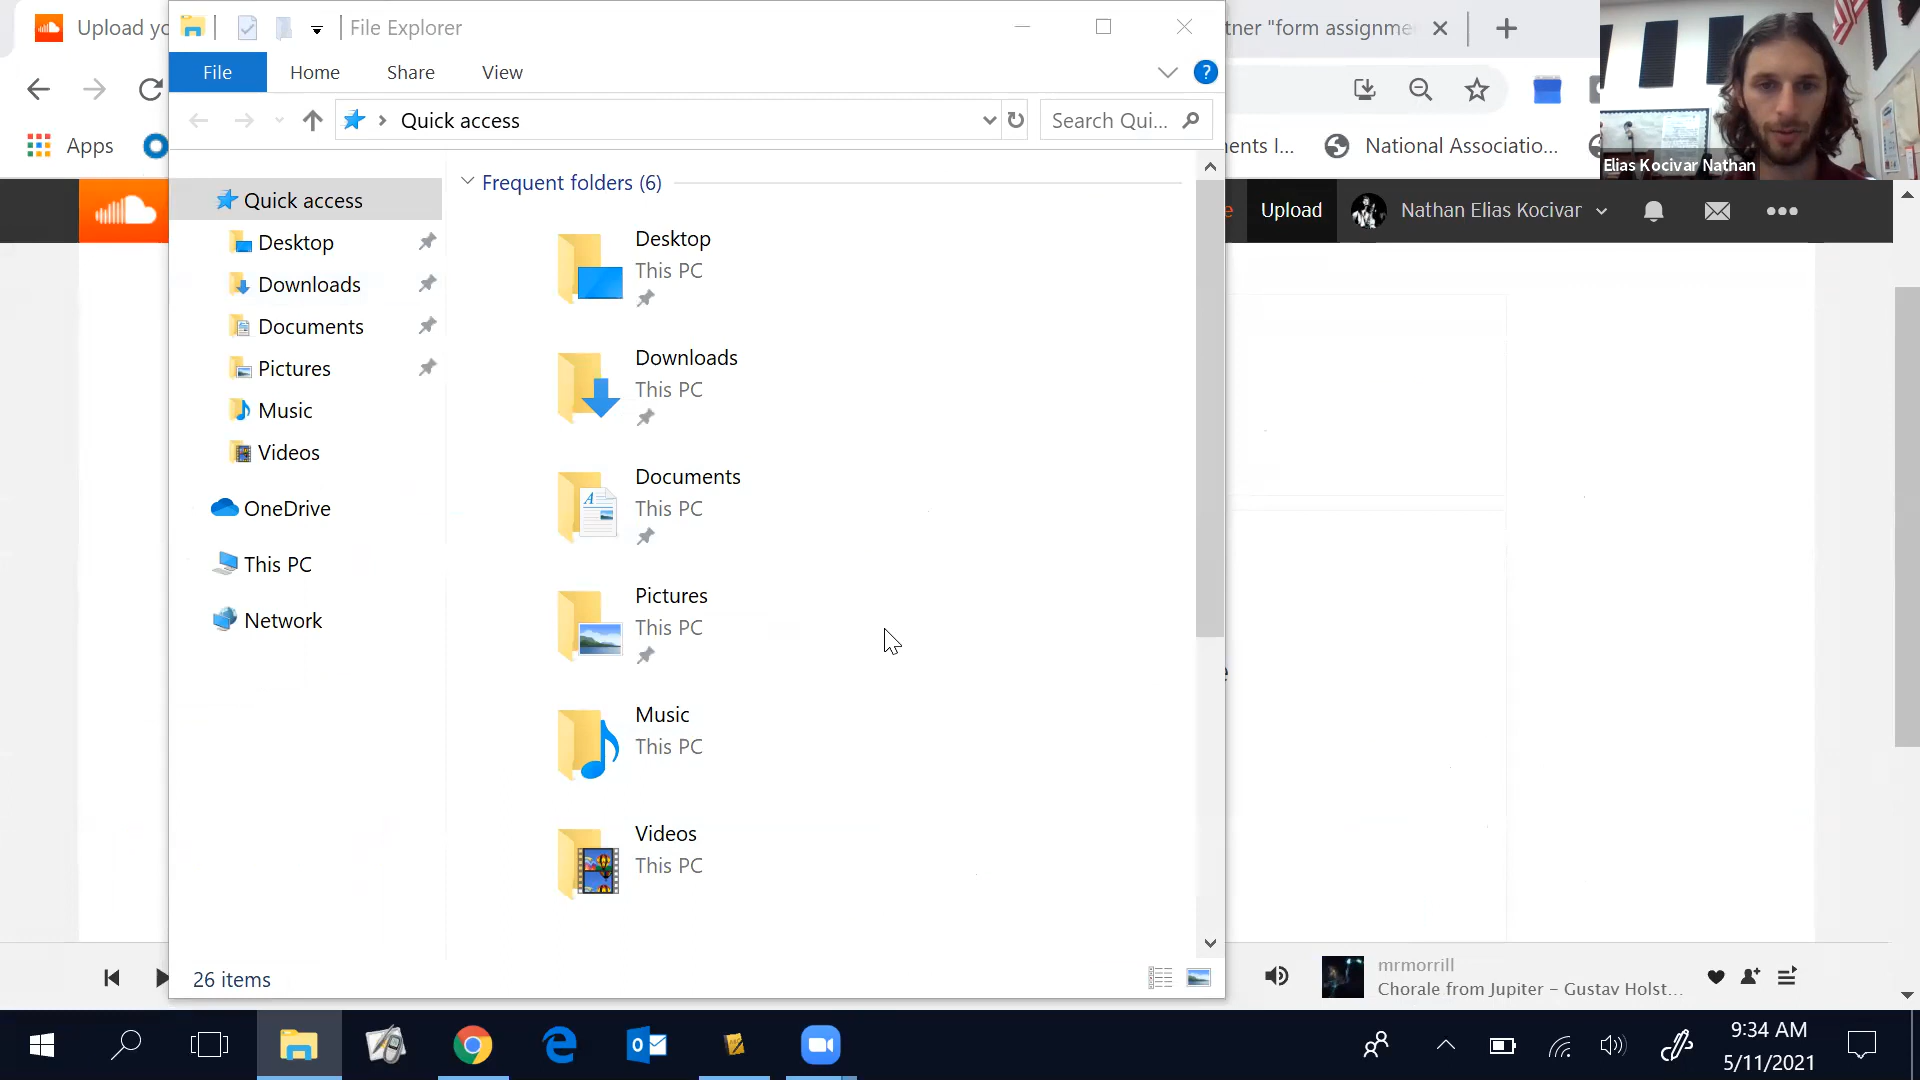 Upload yo
File Explorer
tner "form assignme
File
Home
Share
View
?
Quick access
Search Qui...
Apps
ents I...
National Associatio...
Elias Kocivar Nathan
Quick access
Desktop
Downloads
Documents
Pictures
Music
Videos
OneDrive
This PC
Network
Frequent folders (6)
Desktop
This PC
Downloads
This PC
Documents
This PC
Pictures
This PC
Music
This PC
Videos
This PC
26 items
e
Upload
Nathan Elias Kocivar
mrmorrill
Chorale from Jupiter – Gustav Holst...
9:34 AM
5/11/2021